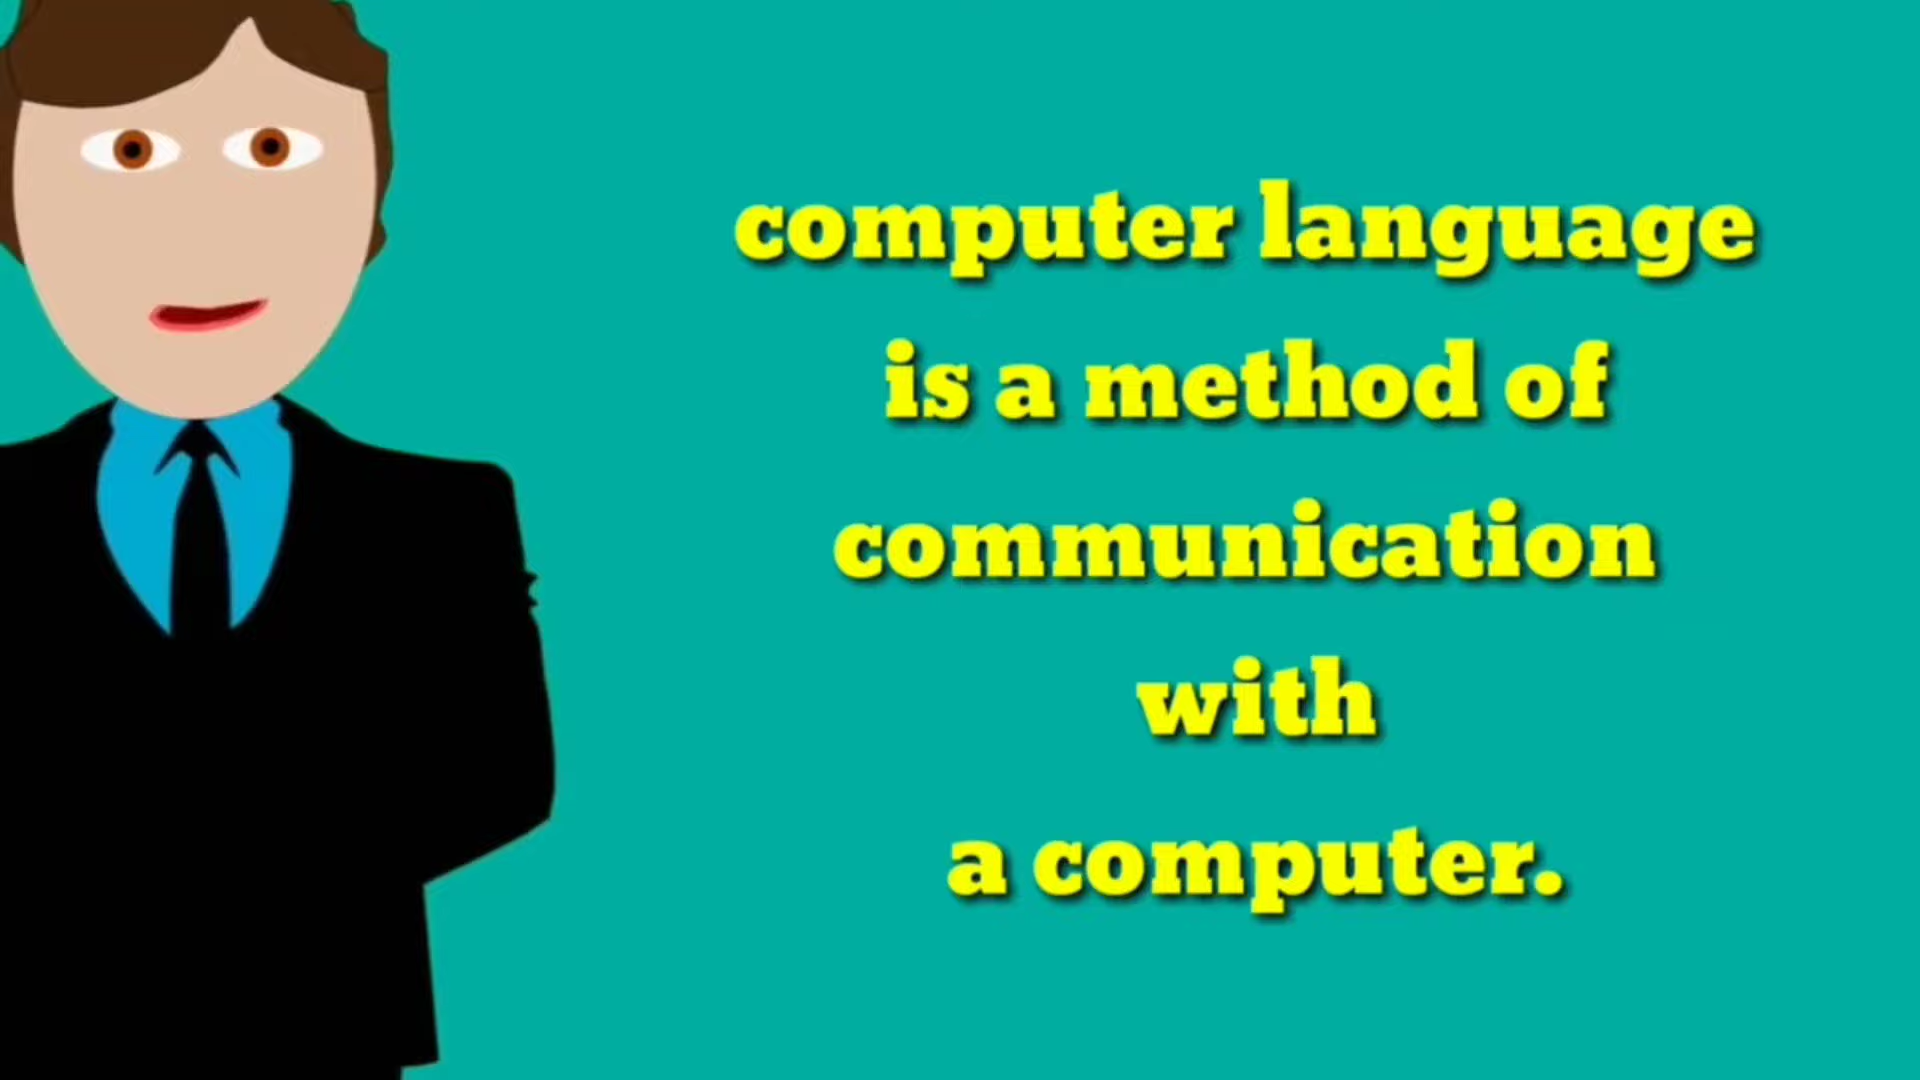 computer language
is a method of
communication
with
a computer.